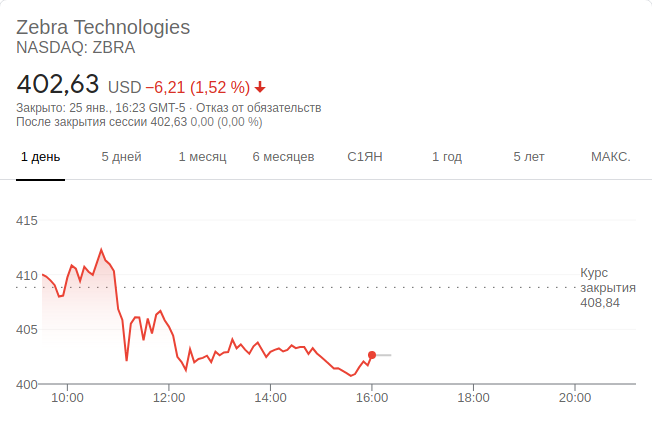 Zebra Technologies
NASDAQ: ZBRA
402,63 USD −6,21 (1,52 %)
Закрыто: 25 янв., 16:23 GMT-5 · Отказ от обязательств
После закрытия сессии 402,63 0,00 (0,00 %)
1 день 5 дней 1 месяц 6 месяцев С1ЯН 1 год 5 лет МАКС.
415
410
405
400
Курс
закрытия
408,84
10:00 12:00 14:00 16:00 18:00 20:00